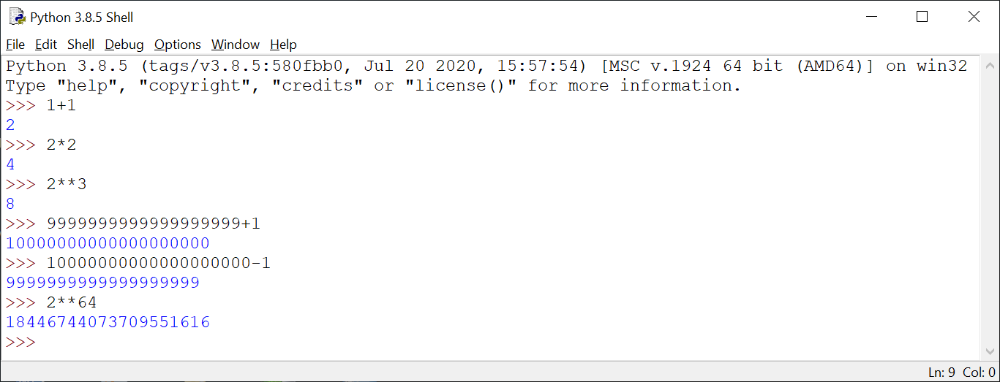 Python 3.8.5 Shell
File Edit Shell Debug Options Window Help
Python 3.8.5 (tags/v3.8.5:580fbb0, Jul 20 2020, 15:57:54) [MSC v.1924 64 bit (AMD64)] on win32
Type "help", "copyright", "credits" or "license()" for more information.
>>> 1+1
2
>>> 2*2
4
>>> 2**3
8
>>> 9999999999999999999+1
10000000000000000000
>>> 10000000000000000000-1
9999999999999999999
>>> 2**64
18446744073709551616
>>>
Ln: 9 Col: 0